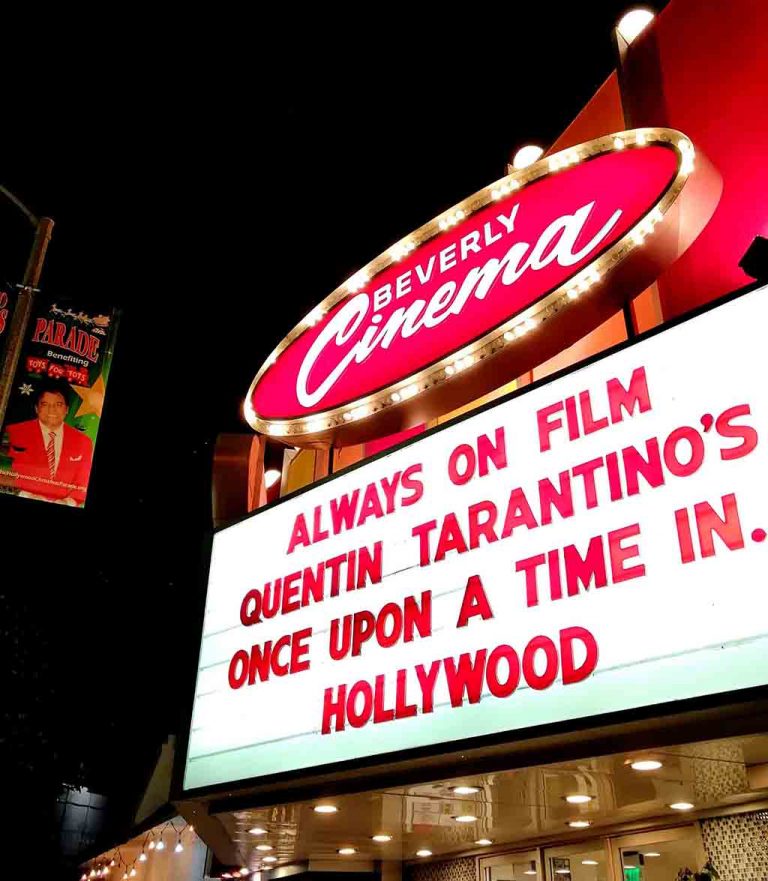 BEVERLY
Cinema
ALWAYS ON FILM
QUENTIN TARANTINO'S
ONCE UPON A TIME IN.
HOLLYWOOD
PARADE
Benefiting
TOYS FOR TOTS